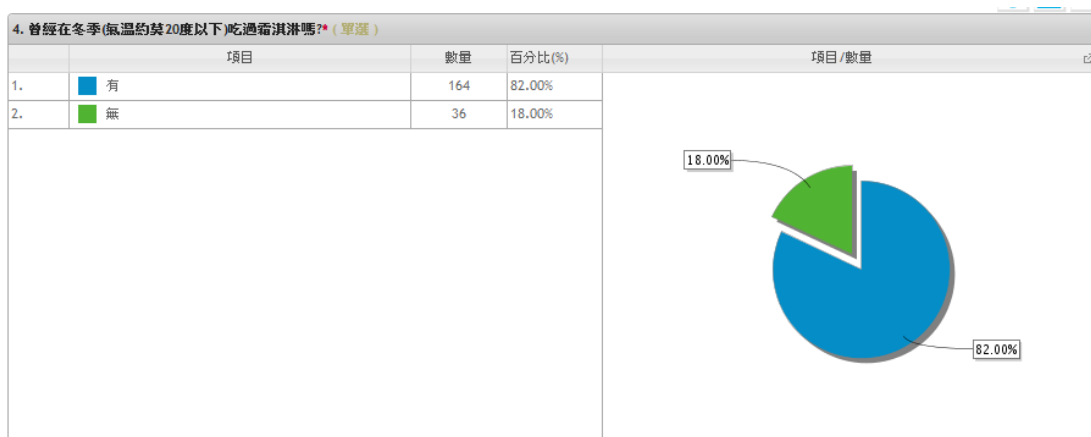 4. 曾經在冬季(氣温約莫20度以下)吃過霜淇淋嗎?*(單選)
項目 數量 百分比(%) 項目/數量
1. 有 164 82.00%
2. 無 36 18.00%
18.00%
82.00%